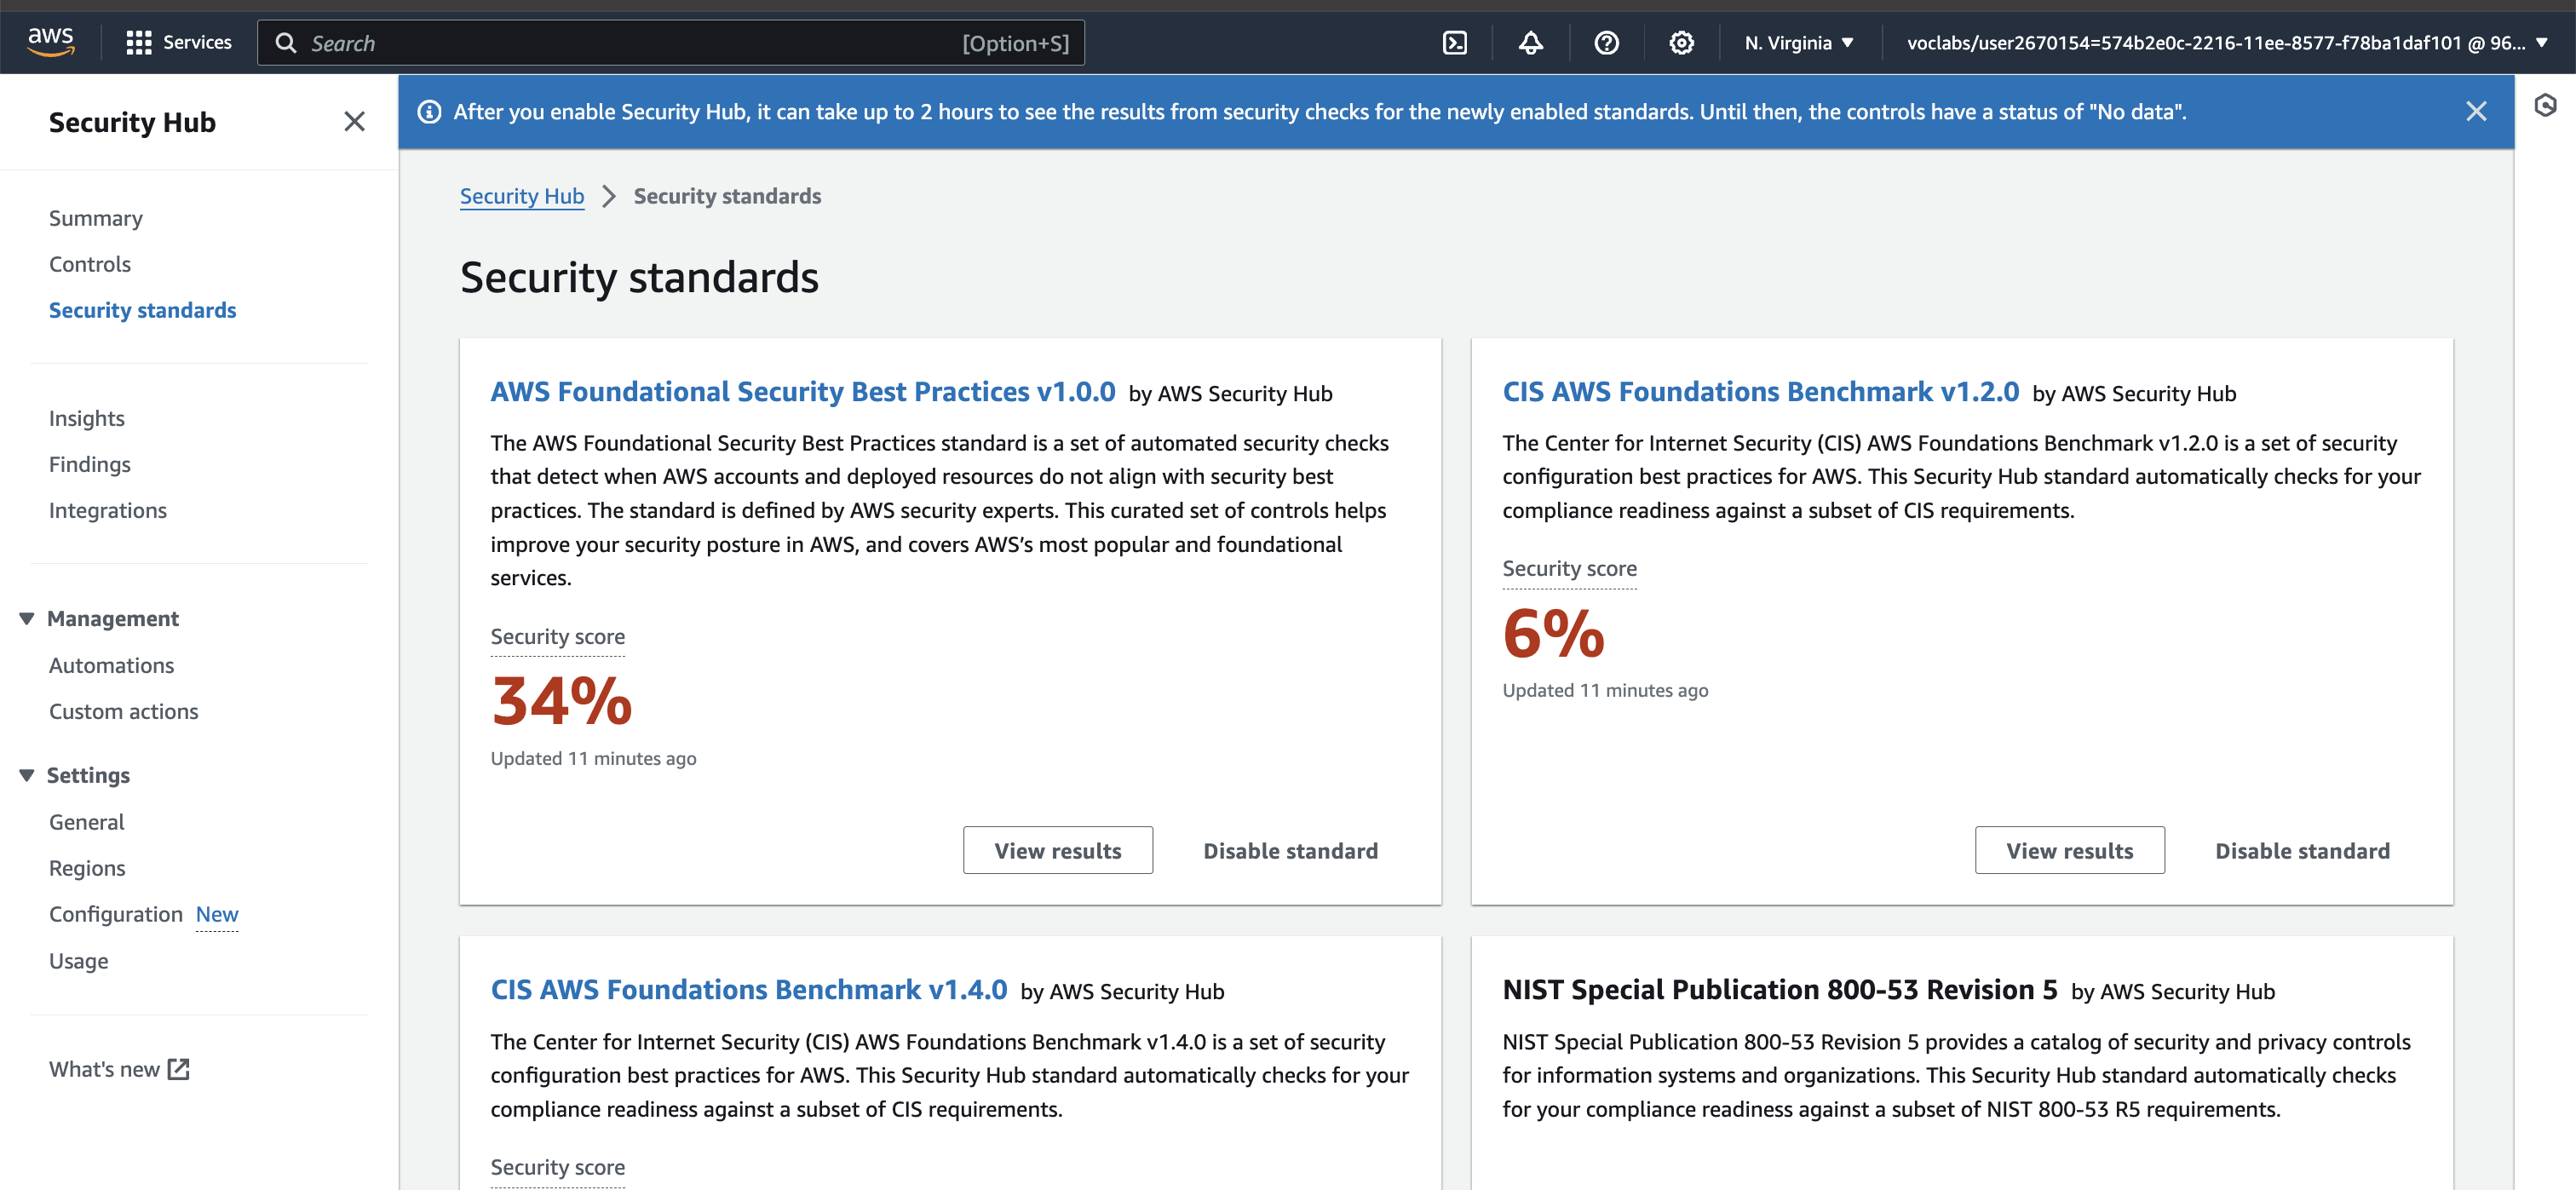 aws
Services
Search
[Option+S]
N. Virginia
voclabs/user2670154=574b2e0c-2216-11ee-8577-f78ba1daf101 @ 96...
Security Hub
Summary
Controls
Security standards
Insights
Findings
Integrations
Management
Automations
Custom actions
Settings
General
Regions
Configuration New
Usage
What's new
After you enable Security Hub, it can take up to 2 hours to see the results from security checks for the newly enabled standards. Until then, the controls have a status of "No data".
Security Hub > Security standards
Security standards
AWS Foundational Security Best Practices v1.0.0 by AWS Security Hub
The AWS Foundational Security Best Practices standard is a set of automated security checks
that detect when AWS accounts and deployed resources do not align with security best
practices. The standard is defined by AWS security experts. This curated set of controls helps
improve your security posture in AWS, and covers AWS’s most popular and foundational
services.
Security score
34%
Updated 11 minutes ago
View results
Disable standard
CIS AWS Foundations Benchmark v1.2.0 by AWS Security Hub
The Center for Internet Security (CIS) AWS Foundations Benchmark v1.2.0 is a set of security
configuration best practices for AWS. This Security Hub standard automatically checks for your
compliance readiness against a subset of CIS requirements.
Security score
6%
Updated 11 minutes ago
View results
Disable standard
CIS AWS Foundations Benchmark v1.4.0 by AWS Security Hub
The Center for Internet Security (CIS) AWS Foundations Benchmark v1.4.0 is a set of security
configuration best practices for AWS. This Security Hub standard automatically checks for your
compliance readiness against a subset of CIS requirements.
Security score
NIST Special Publication 800-53 Revision 5 by AWS Security Hub
NIST Special Publication 800-53 Revision 5 provides a catalog of security and privacy controls
for information systems and organizations. This Security Hub standard automatically checks
for your compliance readiness against a subset of NIST 800-53 R5 requirements.